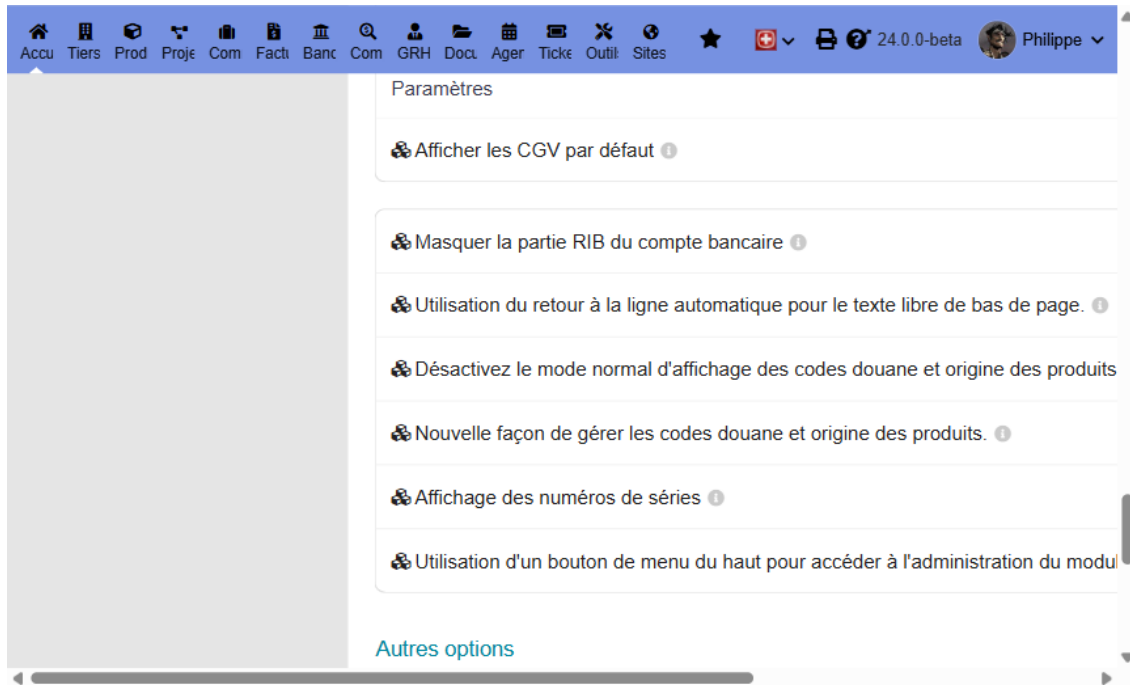 Accu Tiers Prod Proje Com Factu Banc Com GRH Docu Ager Ticke Outil Sites 24.0.0-beta Philippe
Paramètres
Afficher les CGV par défaut
Masquer la partie RIB du compte bancaire
Utilisation du retour à la ligne automatique pour le texte libre de bas de page.
Désactivez le mode normal d'affichage des codes douane et origine des produits
Nouvelle façon de gérer les codes douane et origine des produits.
Affichage des numéros de séries
Utilisation d'un bouton de menu du haut pour accéder à l'administration du modul
Autres options